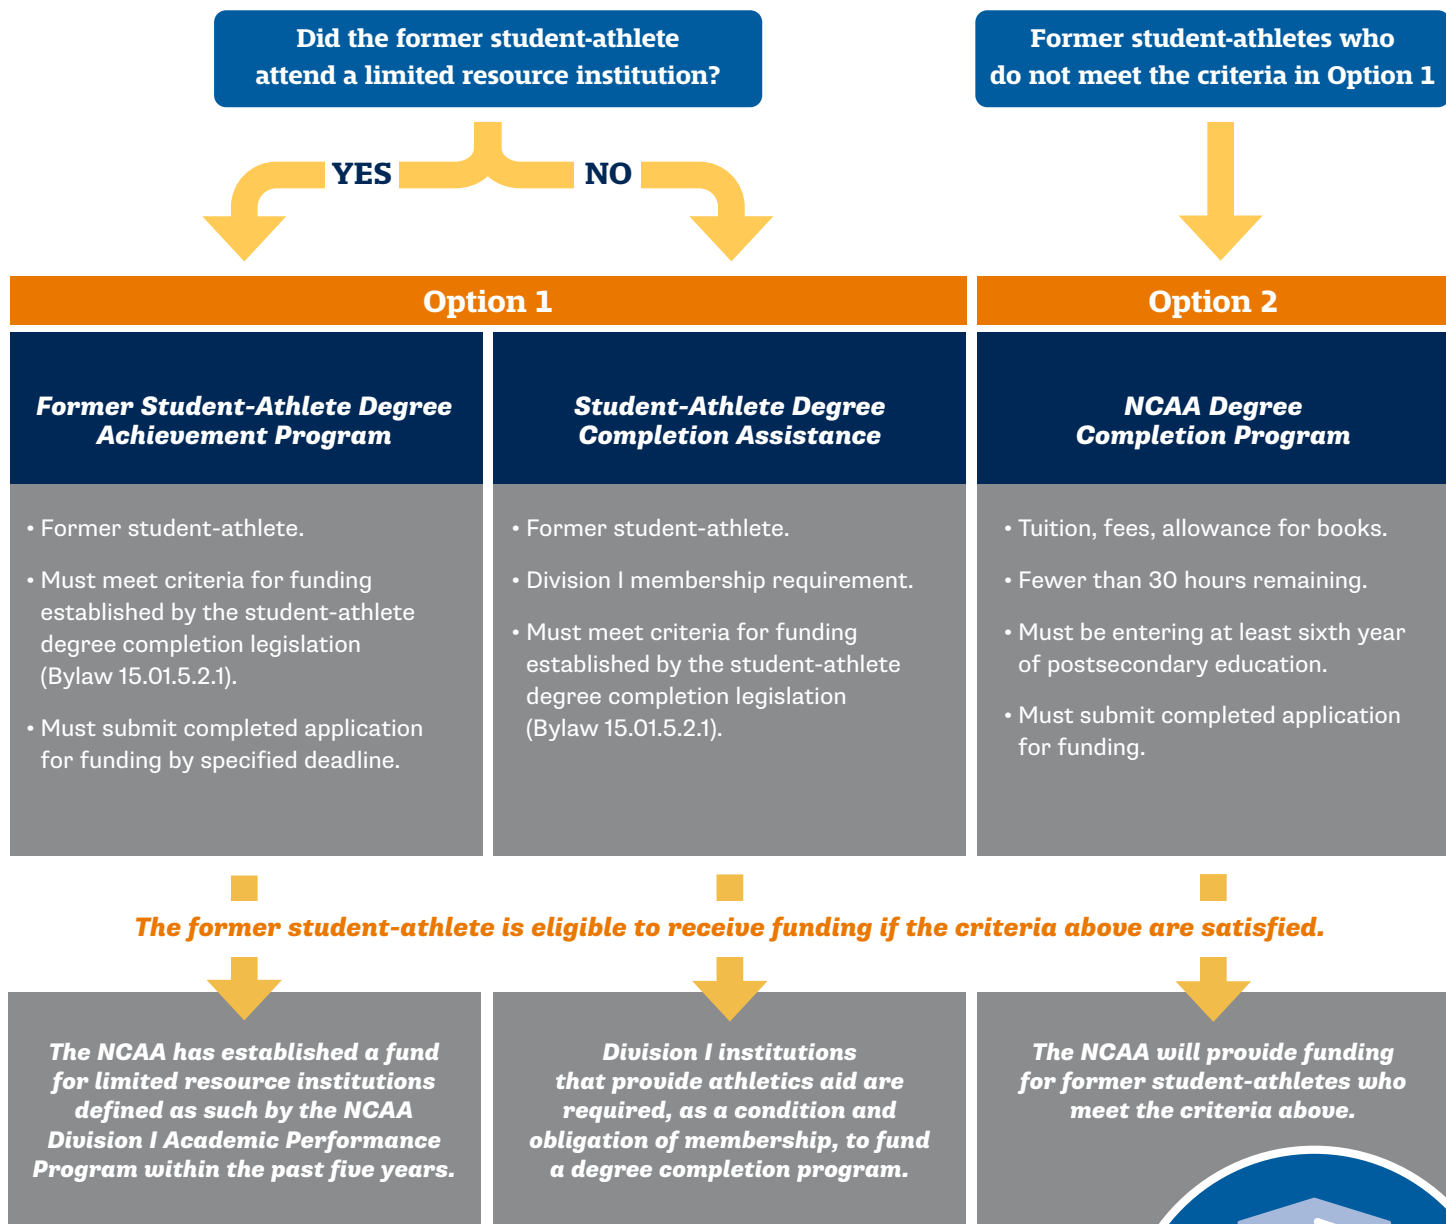 Did the former student-athlete
attend a limited resource institution?
Former student-athletes who
do not meet the criteria in Option 1
YES
NO
Option 1
Option 2
Former Student-Athlete Degree
Achievement Program
Student-Athlete Degree
Completion Assistance
NCAA Degree
Completion Program
• Former student-athlete.
• Must meet criteria for funding
established by the student-athlete
degree completion legislation
(Bylaw 15.01.5.2.1).
• Must submit completed application
for funding by specified deadline.
• Former student-athlete.
• Division I membership requirement.
• Must meet criteria for funding
established by the student-athlete
degree completion legislation
(Bylaw 15.01.5.2.1).
• Tuition, fees, allowance for books.
• Fewer than 30 hours remaining.
• Must be entering at least sixth year
of postsecondary education.
• Must submit completed application
for funding.
The former student-athlete is eligible to receive funding if the criteria above are satisfied.
The NCAA has established a fund
for limited resource institutions
defined as such by the NCAA
Division I Academic Performance
Program within the past five years.
Division I institutions
that provide athletics aid are
required, as a condition and
obligation of membership, to fund
a degree completion program.
The NCAA will provide funding
for former student-athletes who
meet the criteria above.